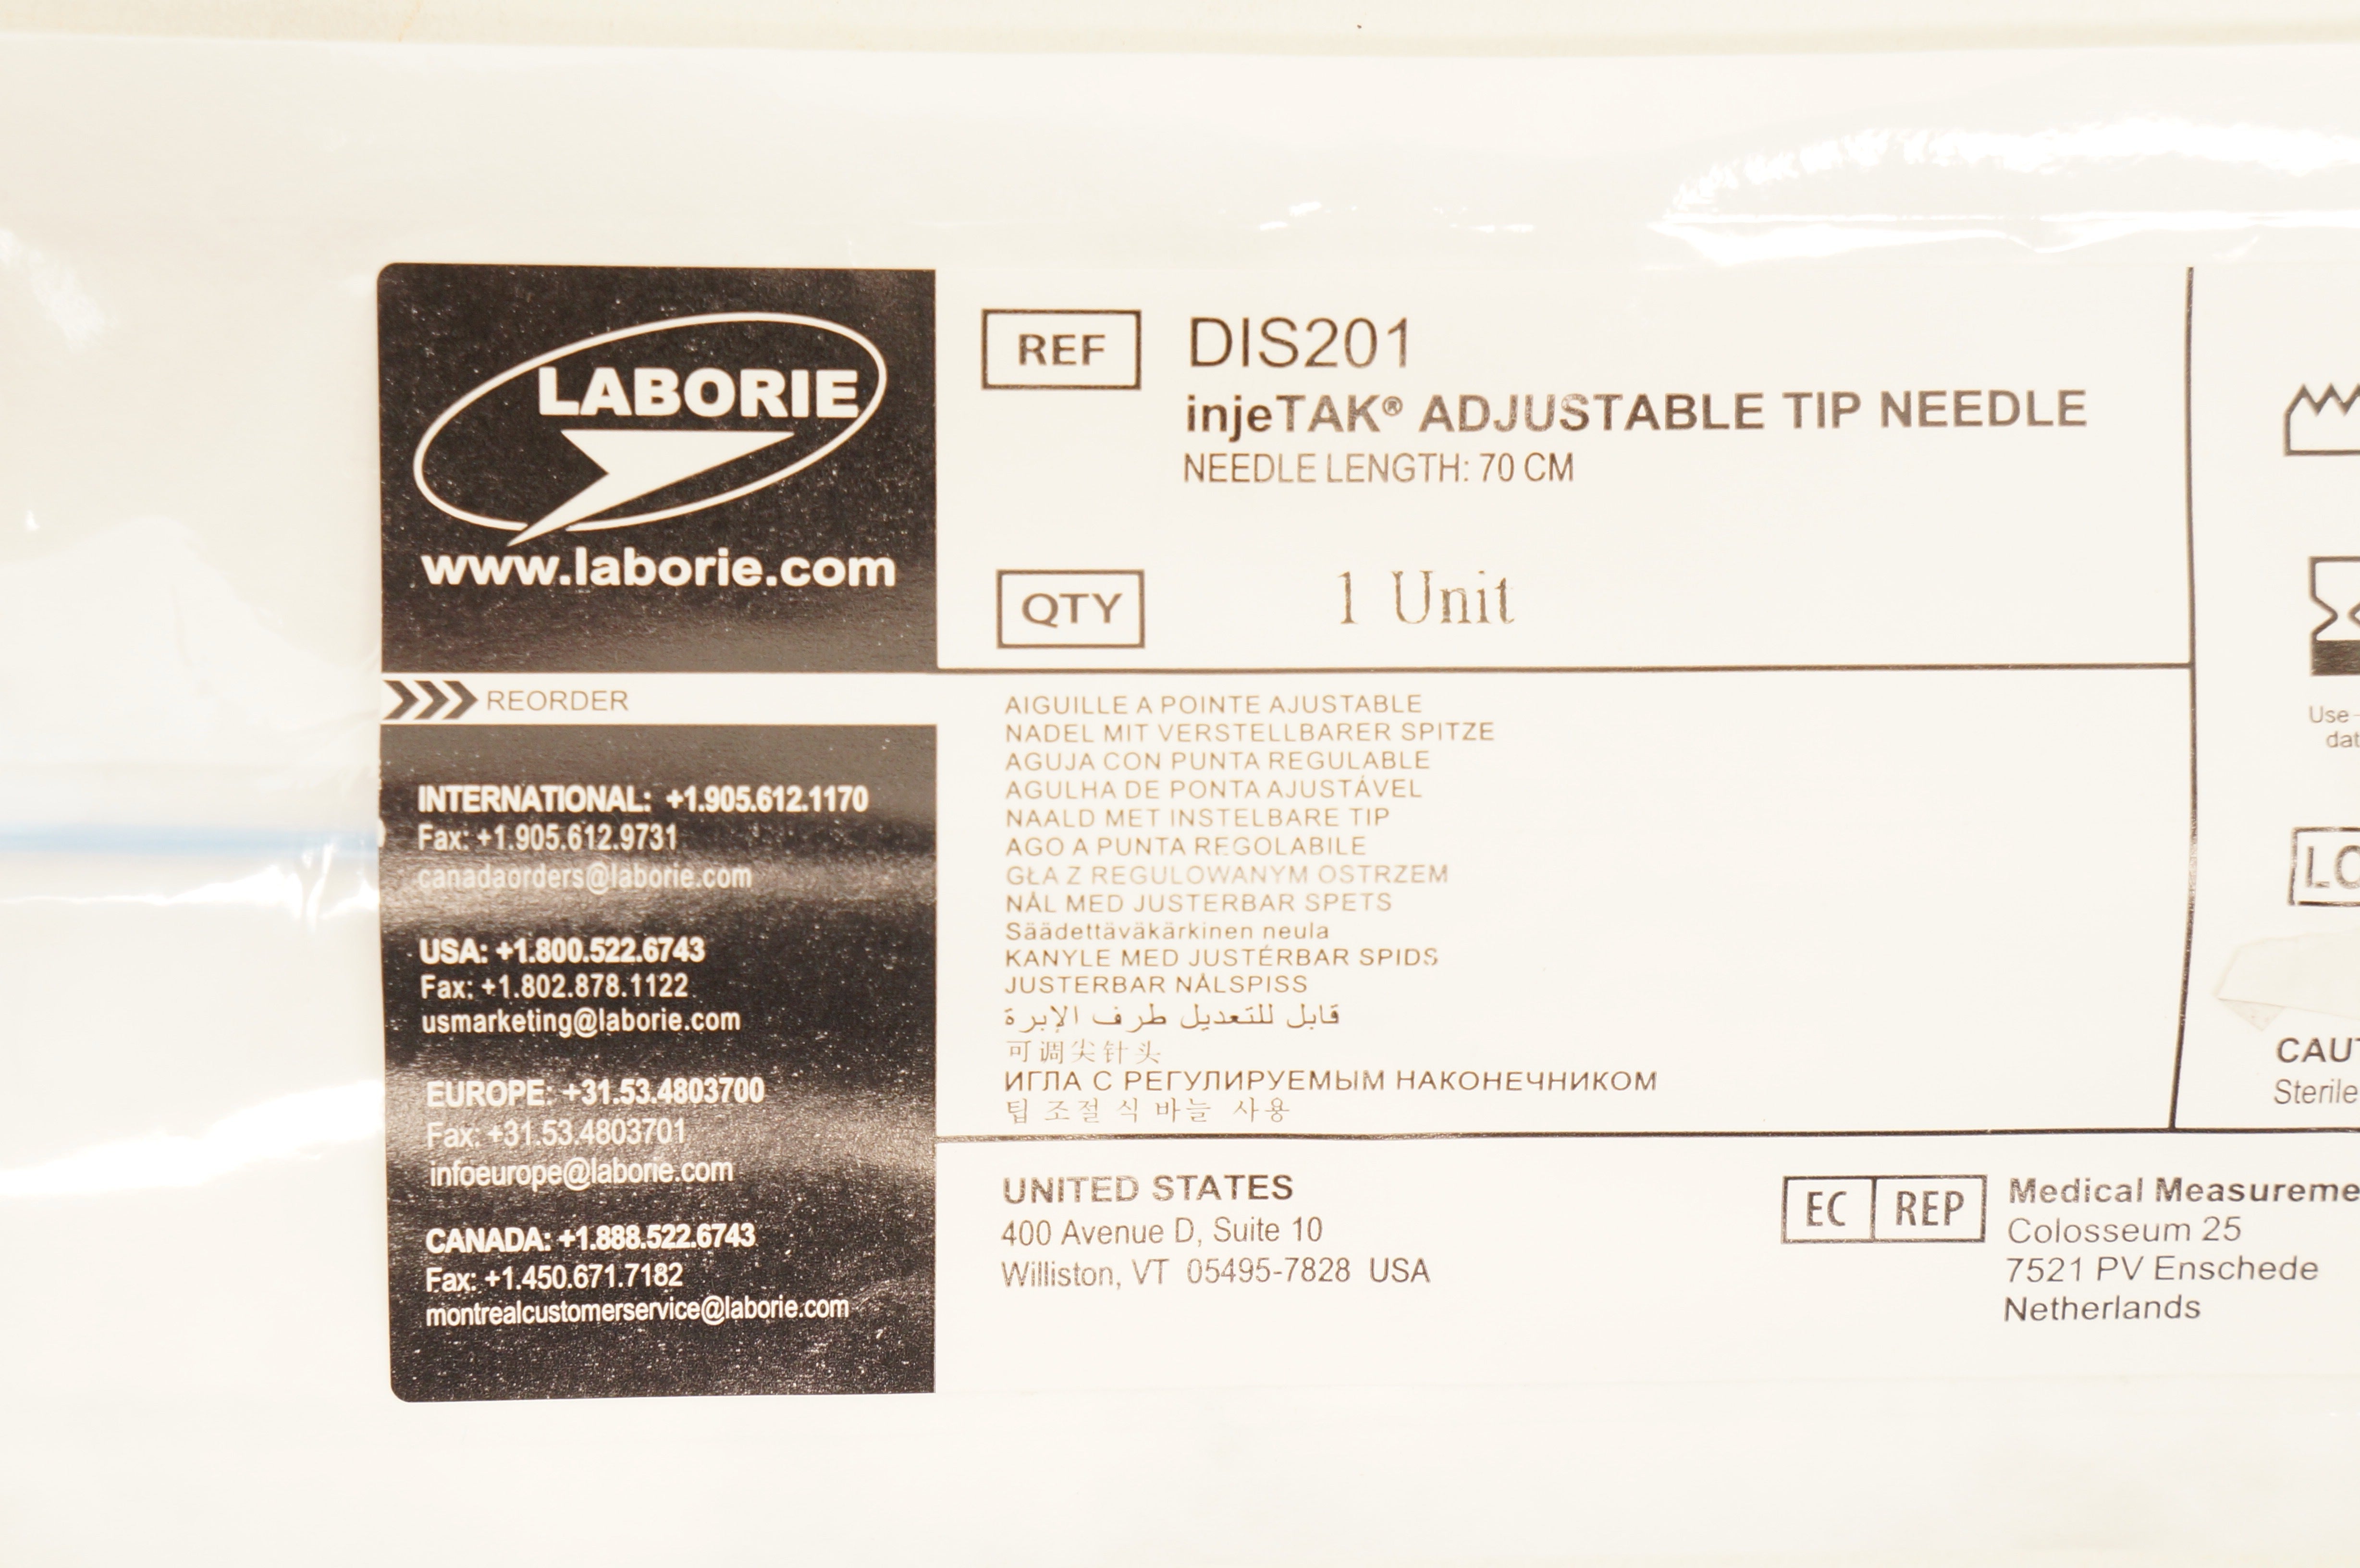 LABORIE
www.laborie.com
REORDER
INTERNATIONAL: +1.905.612.1170
Fax: +1.905.612.9731
canadaorders@laborie.com
USA: +1.800.522.6743
Fax: +1.802.878.1122
usmarketing@laborie.com
EUROPE: +31.53.4803700
Fax: +31.53.4803701
infoeurope@laborie.com
CANADA: +1.888.522.6743
Fax: +1.450.671.7182
montrealcustomerservice@laborie.com
REF DIS201
injeTAK® ADJUSTABLE TIP NEEDLE
NEEDLE LENGTH: 70 CM
QTY 1 Unit
AIGUILLE A POINTE AJUSTABLE
NADEL MIT VERSTELLBARER SPITZE
AGUJA CON PUNTA REGULABLE
AGULHA DE PONTA AJUSTÁVEL
NAALD MET INSTELBARE TIP
AGO A PUNTA REGOLABILE
GŁA Z REGULOWANYM OSTRZEM
NÅL MED JUSTERBAR SPETS
Säädettäväkärkinen neula
KANYLE MED JUSTÉRBAR SPIDS
JUSTERBAR NÅLSPISS
قابل للتعديل طرف الإبرة
可调尖针头
ИГЛА С РЕГУЛИРУЕМЫМ НАКОНЕЧНИКОМ
팁 조절 식 바늘 사용
UNITED STATES
400 Avenue D, Suite 10
Williston, VT 05495-7828 USA
EC REP
Medical Measureme
Colosseum 25
7521 PV Enschede
Netherlands
Use-
dat
LO
CAUT
Sterile